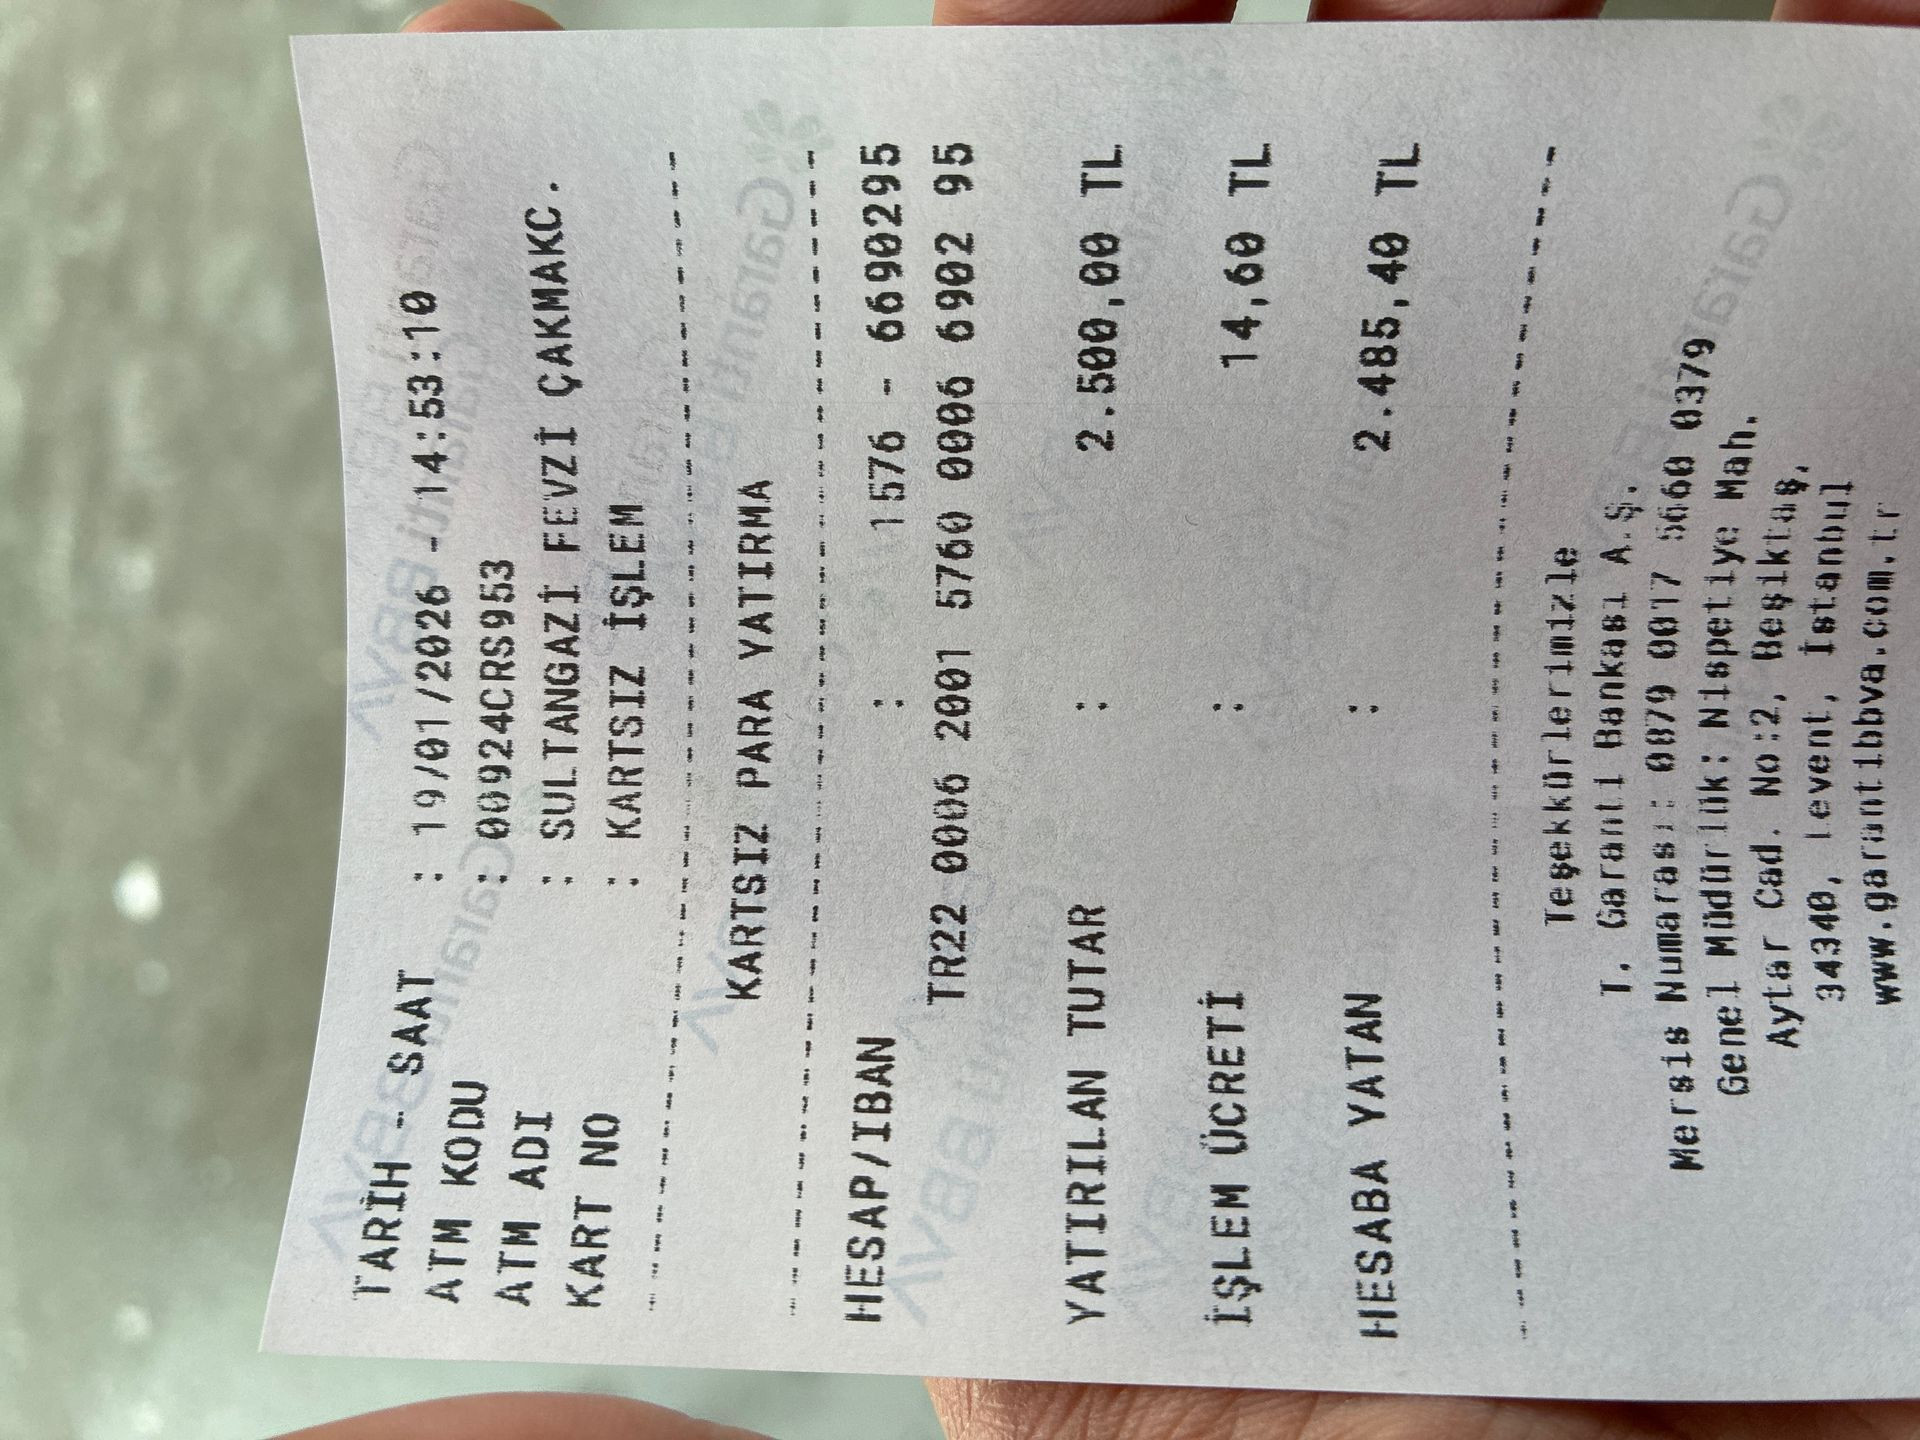 TARİH - SAAT : 19/01/2026 -14:53:10
ATM KODU : 00924CRS953
ATM ADI : SULTANGAZİ FEVZİ ÇAKMAKC.
KART NO : KARTSIZ İŞLEM
--------------------------------
KARTSIZ PARA YATIRMA
--------------------------------
HESAP/IBAN : 1576 - 6690295
TR22 0006 2001 5760 0006 6902 95
YATIRILAN TUTAR : 2.500,00 TL
İŞLEM ÜCRETİ : 14,60 TL
HESABA YATAN : 2.485,40 TL
--------------------------------
Teşekkürlerimizle
T. Garanti Bankası A.Ş.
Mersis Numarası: 0879 0017 5660 0379
Genel Müdürlük: Nispetiye Mah.
Aytar Cad. No:2, Beşiktaş,
34340, Levent, İstanbul
www.garantibbva.com.tr